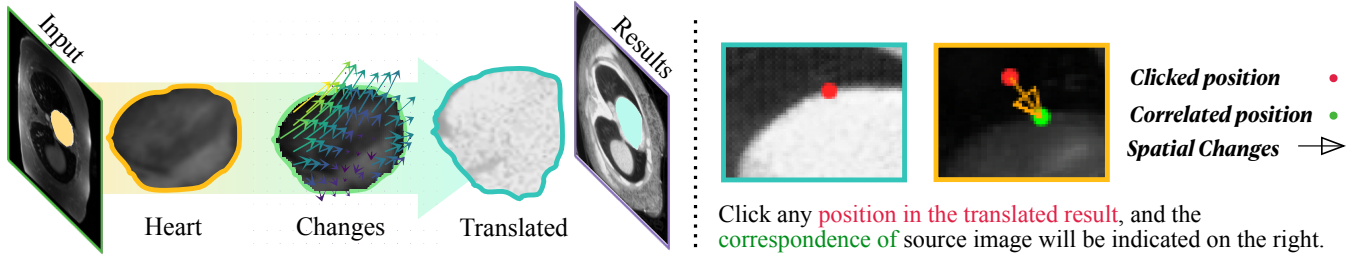 Input
Results
Heart
Changes
Translated
Clicked position
Correlated position
Spatial Changes
Click any position in the translated result, and the
correspondence of source image will be indicated on the right.